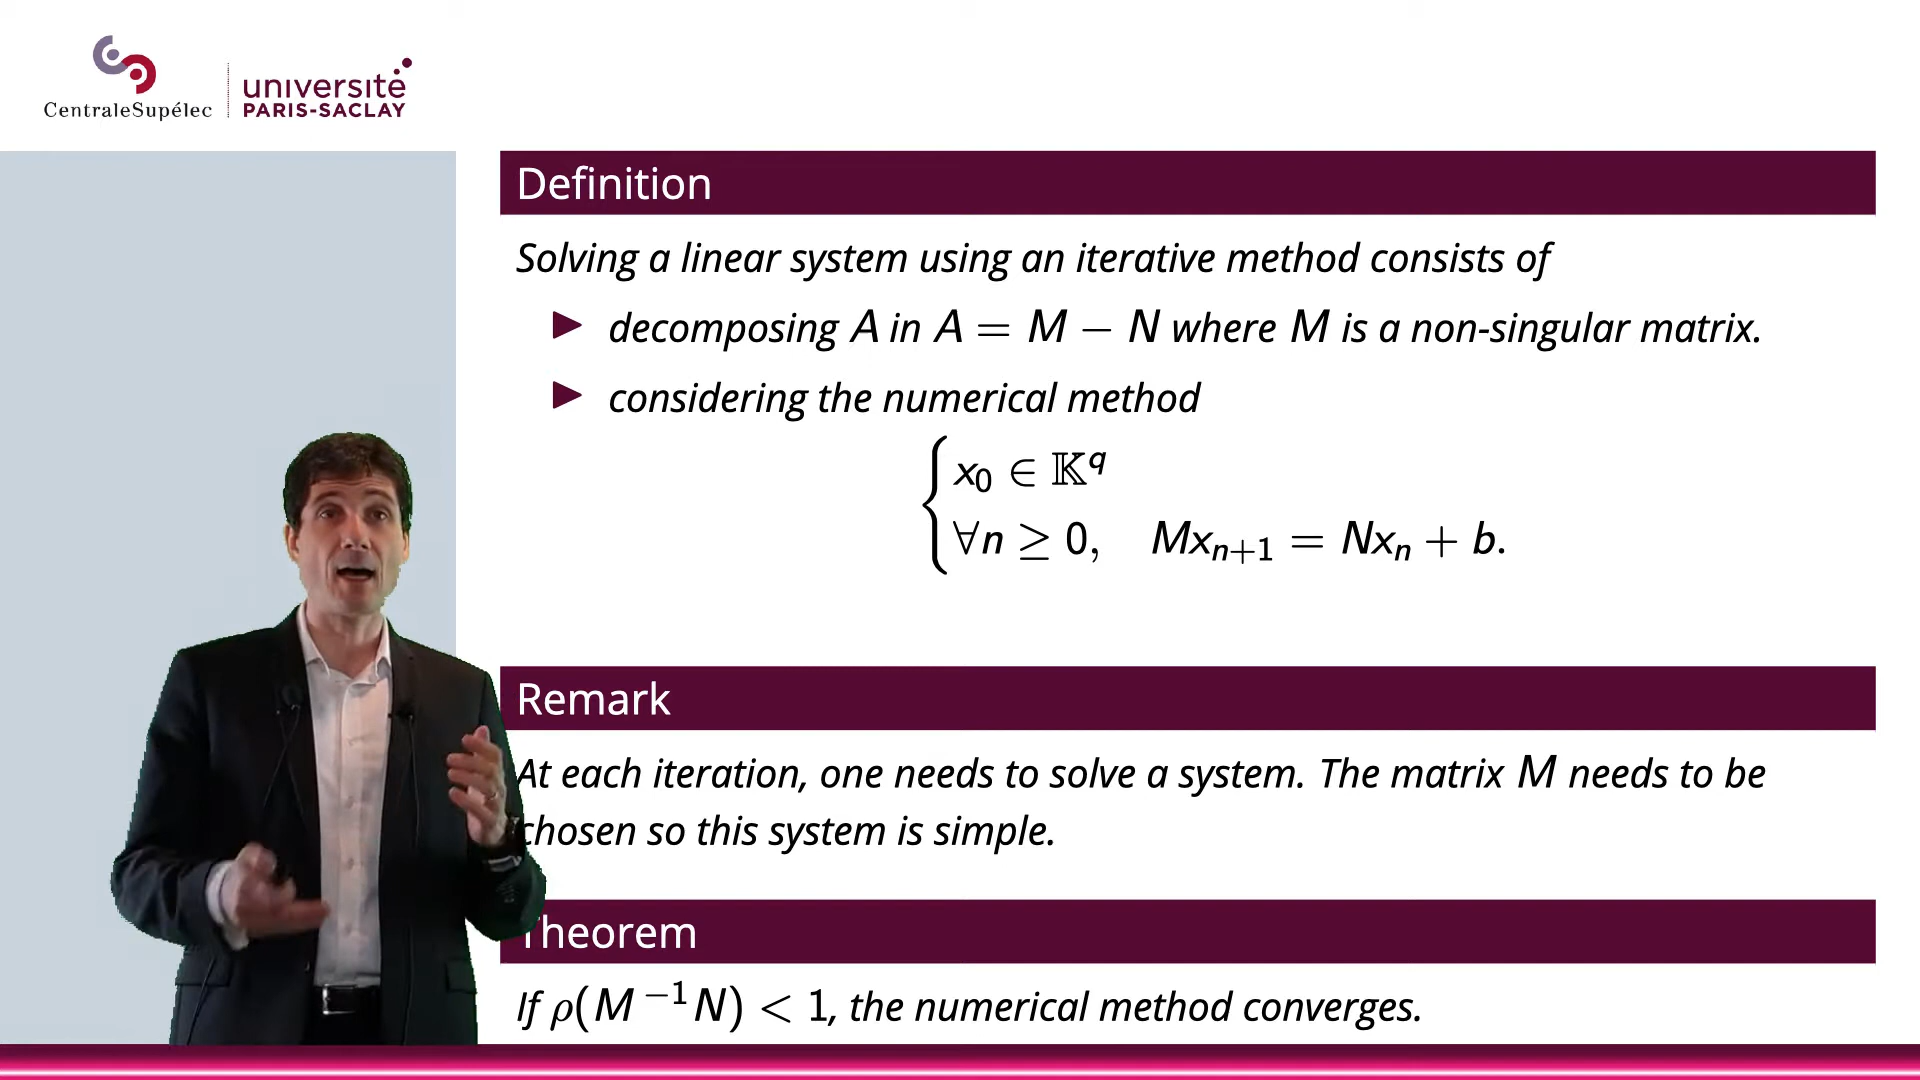 CentraleSupélec
université
PARIS-SACLAY
Definition
Solving a linear system using an iterative method consists of
▶ decomposing A in A = M − N where M is a non-singular matrix.
▶ considering the numerical method
x₀ ∈ 𝕂^q
∀n ≥ 0, Mxₙ₊₁ = Nxₙ + b.
Remark
At each iteration, one needs to solve a system. The matrix M needs to be
chosen so this system is simple.
Theorem
If ρ(M⁻¹N) < 1, the numerical method converges.